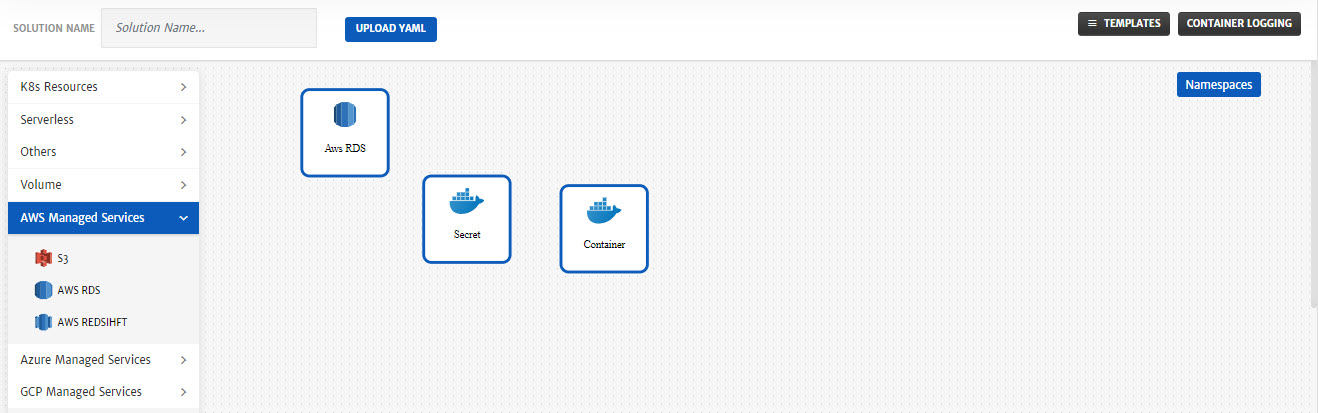 SOLUTION NAME
Solution Name...
UPLOAD YAML
TEMPLATES
CONTAINER LOGGING
K8s Resources
Serverless
Others
Volume
AWS Managed Services
S3
AWS RDS
AWS REDSIHFT
Azure Managed Services
GCP Managed Services
Namespaces
Aws RDS
Secret
Container